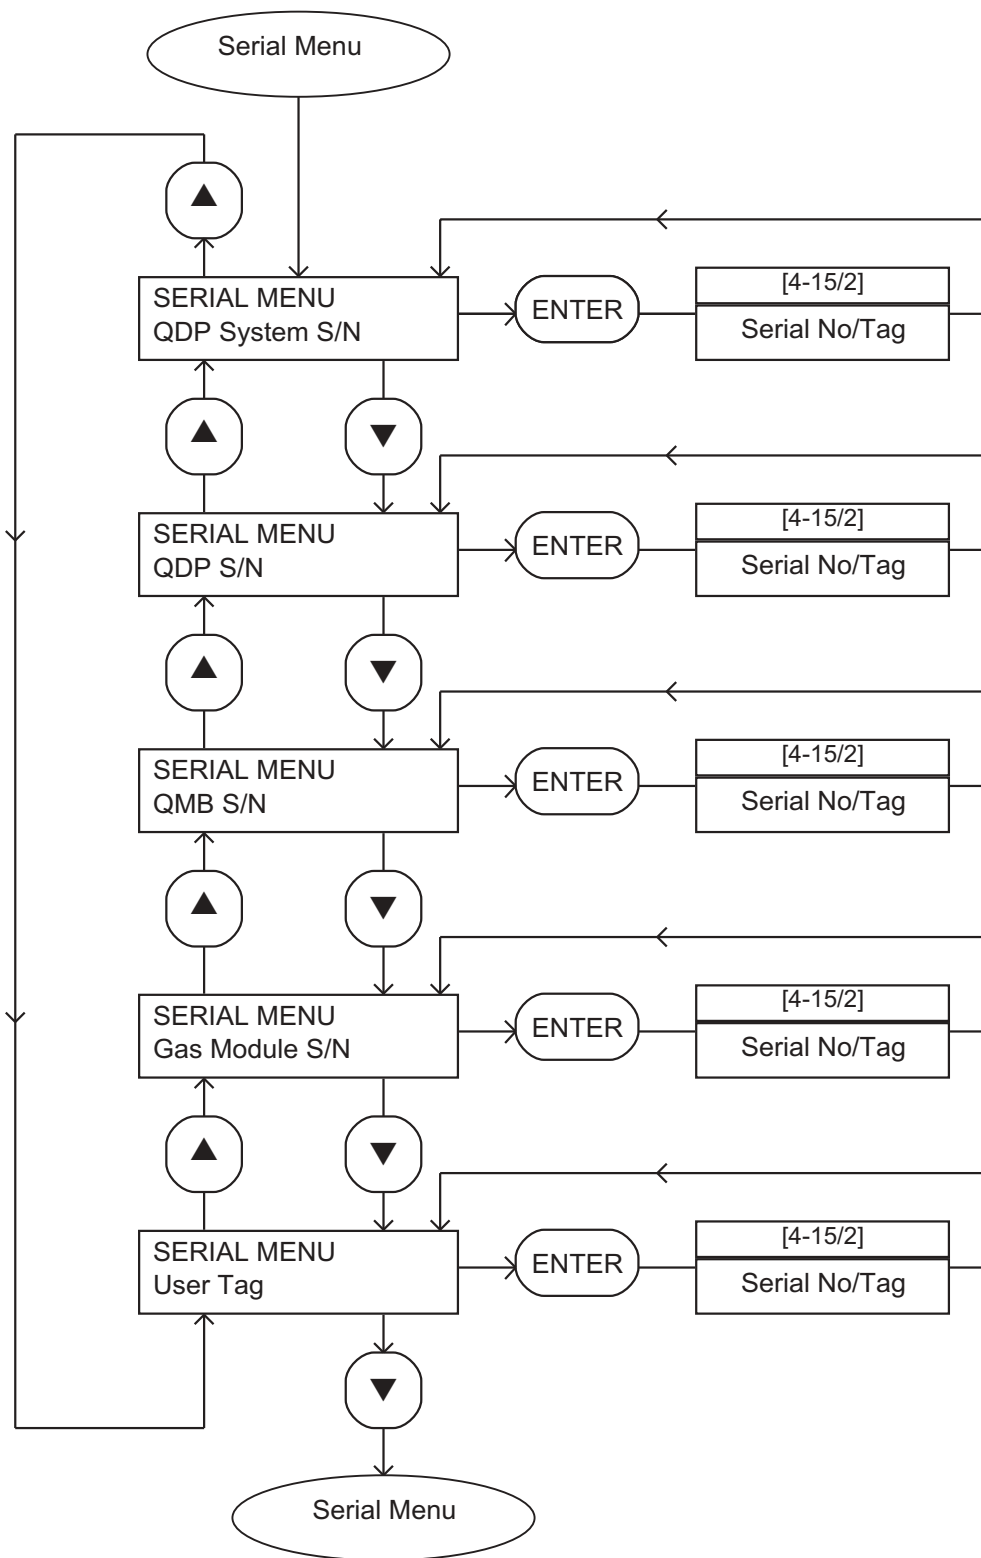 Serial Menu
▲
SERIAL MENU
QDP System S/N
ENTER
[4-15/2]
Serial No/Tag
▲
▼
SERIAL MENU
QDP S/N
ENTER
[4-15/2]
Serial No/Tag
▲
▼
SERIAL MENU
QMB S/N
ENTER
[4-15/2]
Serial No/Tag
▲
▼
SERIAL MENU
Gas Module S/N
ENTER
[4-15/2]
Serial No/Tag
▲
▼
SERIAL MENU
User Tag
ENTER
[4-15/2]
Serial No/Tag
▼
Serial Menu